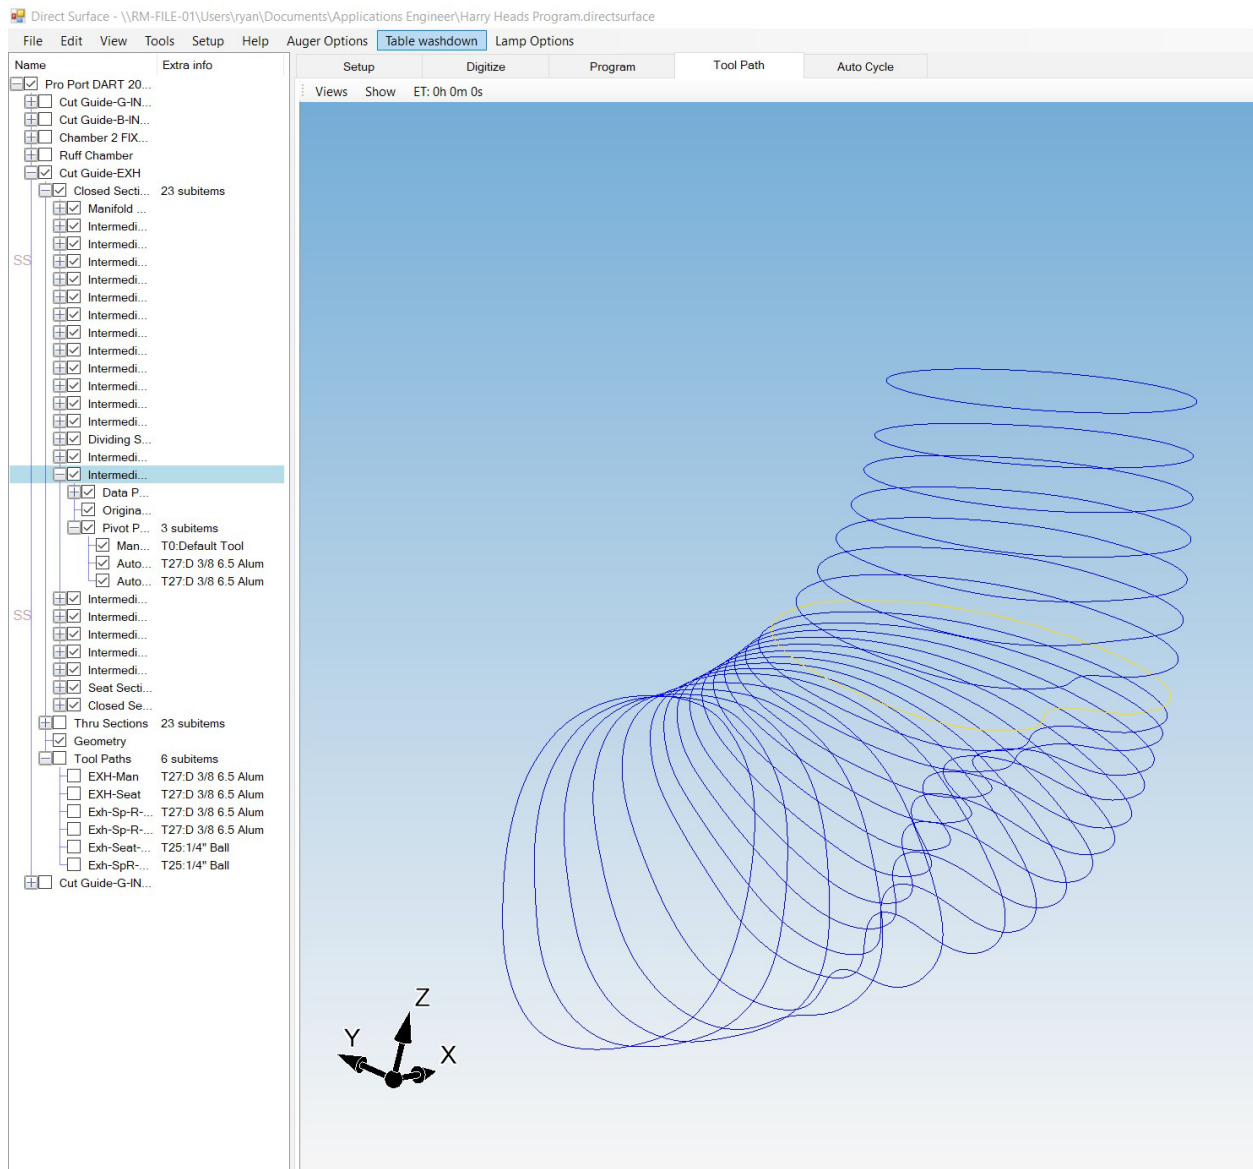 Direct Surface - \\RM-FILE-01\Users\ryan\Documents\Applications Engineer\Harry Heads Program.directsurface
File Edit View Tools Setup Help Auger Options Table washdown Lamp Options
Name Extra info
Setup Digitize Program Tool Path Auto Cycle
Views Show ET: 0h 0m 0s
Pro Port DART 20...
Cut Guide-G-IN...
Cut Guide-B-IN...
Chamber 2 FIX...
Ruff Chamber
Cut Guide-EXH
Closed Secti... 23 subitems
Manifold ...
Intermedi...
Intermedi...
SS Intermedi...
Intermedi...
Intermedi...
Intermedi...
Intermedi...
Intermedi...
Intermedi...
Intermedi...
Intermedi...
Intermedi...
Dividing S...
Intermedi...
Intermedi...
Data P...
Origina...
Pivot P... 3 subitems
Man... T0:Default Tool
Auto... T27:D 3/8 6.5 Alum
Auto... T27:D 3/8 6.5 Alum
Intermedi...
SS Intermedi...
Intermedi...
Intermedi...
Intermedi...
Seat Secti...
Closed Se...
Thru Sections 23 subitems
Geometry
Tool Paths 6 subitems
EXH-Man T27:D 3/8 6.5 Alum
EXH-Seat T27:D 3/8 6.5 Alum
Exh-Sp-R-... T27:D 3/8 6.5 Alum
Exh-Sp-R-... T27:D 3/8 6.5 Alum
Exh-Seat-... T25:1/4" Ball
Exh-SpR-... T25:1/4" Ball
Cut Guide-G-IN...
Z
Y
X